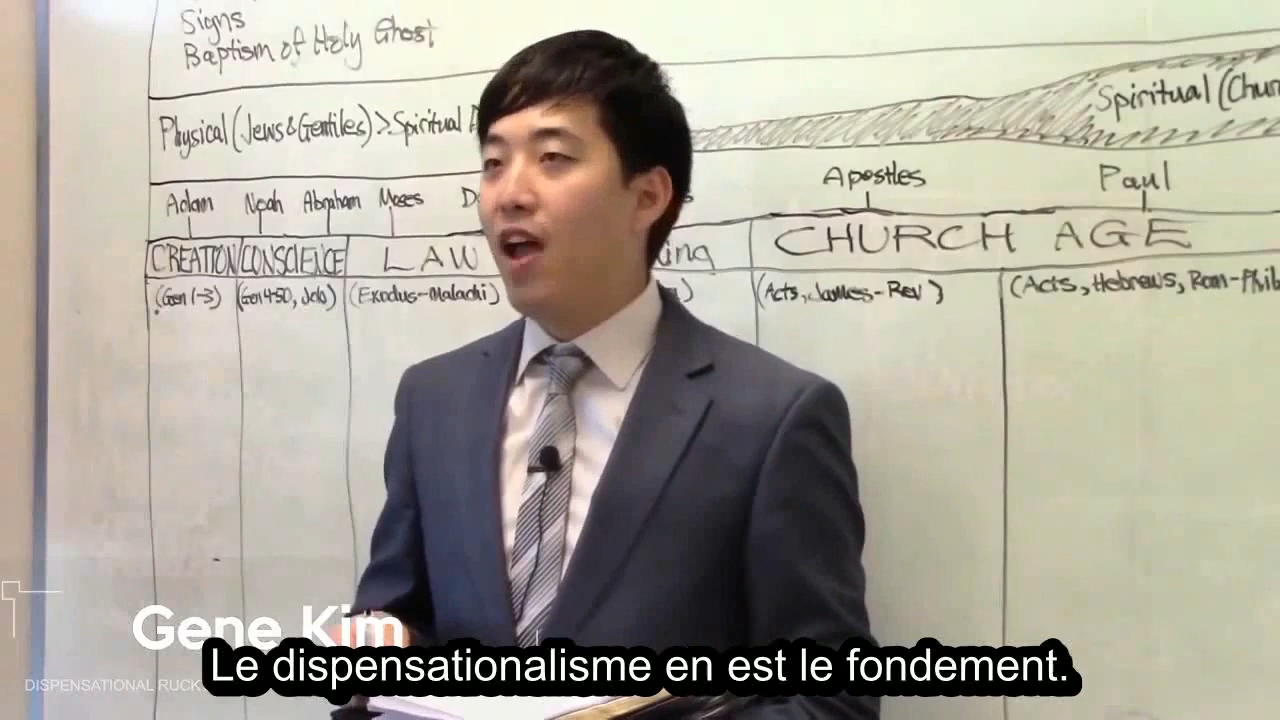 Signs
Baptism of Holy Ghost
Physical (Jews & Gentiles) > Spiritual
Spiritual (Chur
Apostles
Paul
Adam Noah Abraham Moses
CREATION CONSCIENCE LAW
CHURCH AGE
(Gen 1-3) (Gen 4-50, Job) (Exodus-Malachi)
(Acts, James-Rev)
(Acts, Hebrews, Rom-Phil
Gene Kim
Le dispensationalisme en est le fondement.
DISPENSATIONAL RUCK